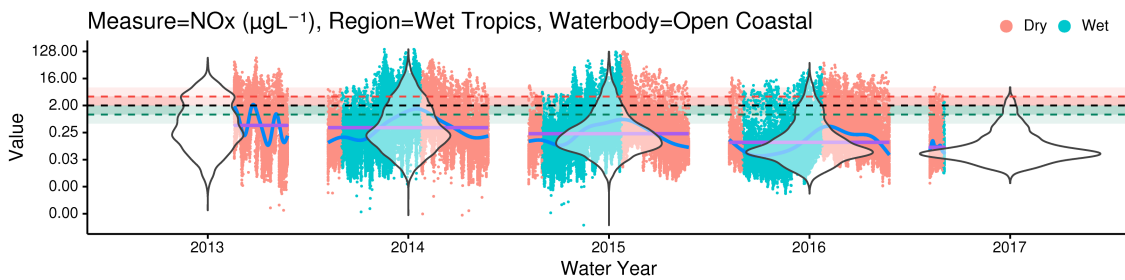 Measure=NOx (µgL⁻¹), Region=Wet Tropics, Waterbody=Open Coastal
Dry
Wet
128.00
16.00
2.00
0.25
0.03
0.00
0.00
Value
2013
2014
2015
2016
2017
Water Year